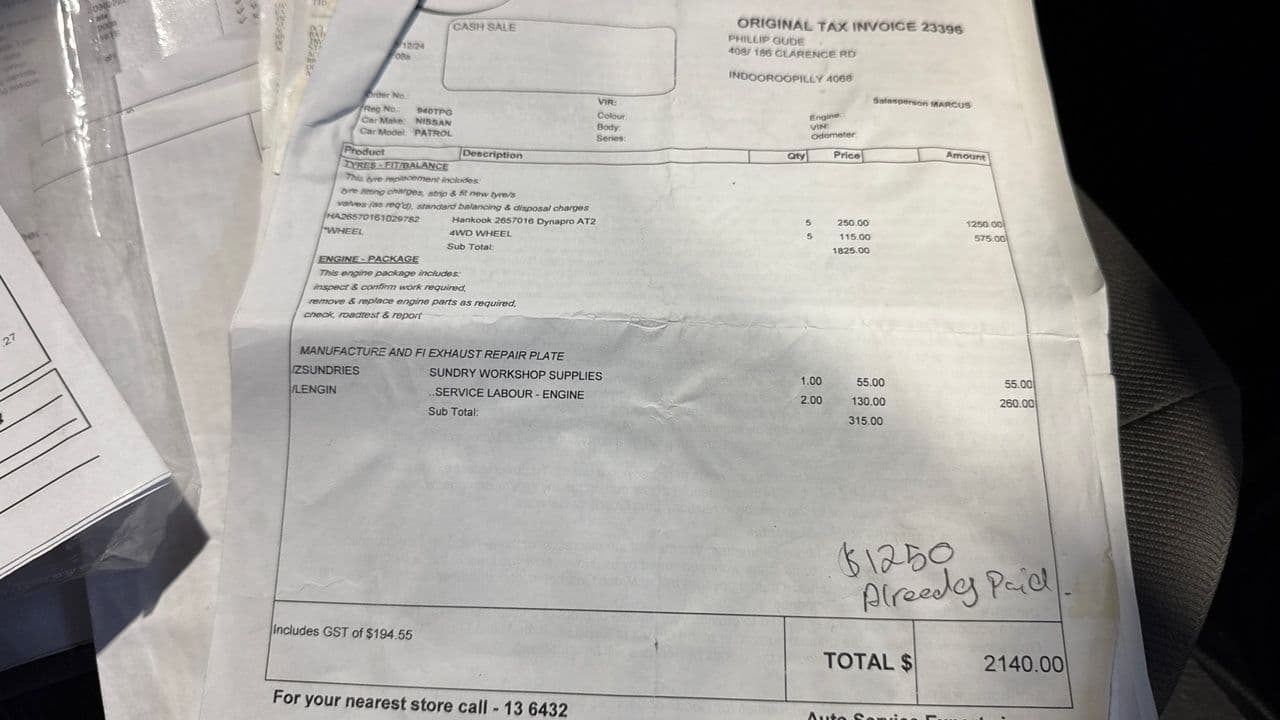 CASH SALE
ORIGINAL TAX INVOICE 23396
PHILLIP GUDE
408/ 186 CLARENCE RD
INDOOROOPILLY 4068
12/24
Order No.
Reg No.: 940TPG
Car Make: NISSAN
Car Model: PATROL
VIR:
Colour:
Body:
Series:
Salesperson MARCUS
Engine:
VIN:
Odometer:
Product Description Qty Price Amount
TYRES - FIT/BALANCE
This tyre replacement includes:
tyre fitting charges, strip & fit new tyre/s
valves (as req'd), standard balancing & disposal charges
HA26570161029782 Hankook 2657016 Dynapro AT2 5 250.00 1250.00
*WHEEL 4WD WHEEL 5 115.00 575.00
Sub Total: 1825.00
ENGINE - PACKAGE
This engine package includes:
inspect & confirm work required,
remove & replace engine parts as required,
check, roadtest & report
MANUFACTURE AND FI EXHAUST REPAIR PLATE
/ZSUNDRIES SUNDRY WORKSHOP SUPPLIES 1.00 55.00 55.00
/LENGIN ..SERVICE LABOUR - ENGINE 2.00 130.00 260.00
Sub Total: 315.00
$1250
Already Paid.
Includes GST of $194.55
TOTAL $ 2140.00
For your nearest store call - 13 6432
Auto Service
.27